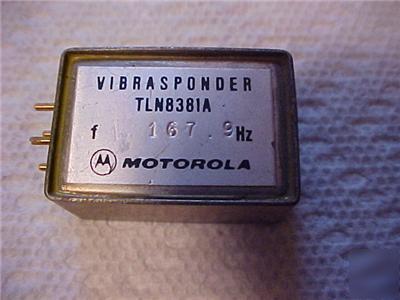 VIBRASPONDER
TLN8381A
f 167.9Hz
MOTOROLA